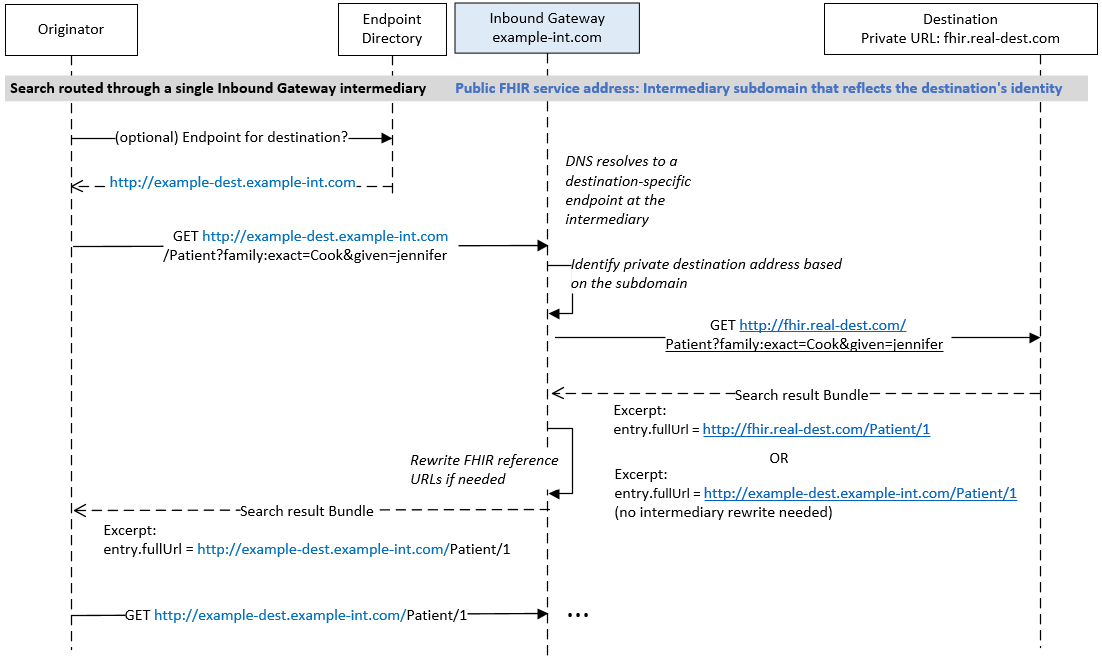 Originator
Endpoint
Directory
Inbound Gateway
example-int.com
Destination
Private URL: fhir.real-dest.com
Search routed through a single Inbound Gateway intermediary
Public FHIR service address: Intermediary subdomain that reflects the destination's identity
(optional) Endpoint for destination?
http://example-dest.example-int.com
DNS resolves to a
destination-specific
endpoint at the
intermediary
GET http://example-dest.example-int.com
/Patient?family:exact=Cook&given=jennifer
Identify private destination address based
on the subdomain
GET http://fhir.real-dest.com/
Patient?family:exact=Cook&given=jennifer
Search result Bundle
Excerpt:
entry.fullUrl = http://fhir.real-dest.com/Patient/1
OR
Excerpt:
entry.fullUrl = http://example-dest.example-int.com/Patient/1
(no intermediary rewrite needed)
Rewrite FHIR reference
URLs if needed
Search result Bundle
Excerpt:
entry.fullUrl = http://example-dest.example-int.com/Patient/1
GET http://example-dest.example-int.com/Patient/1
...